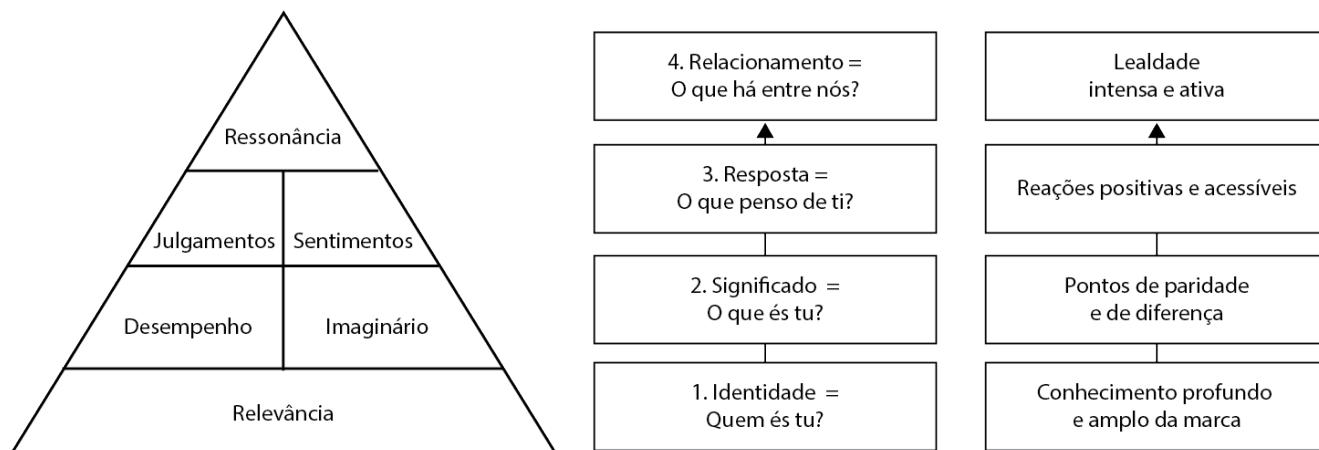 Ressonância
Julgamentos
Sentimentos
Desempenho
Imaginário
Relevância
4. Relacionamento =
O que há entre nós?
3. Resposta =
O que penso de ti?
2. Significado =
O que és tu?
1. Identidade =
Quem és tu?
Lealdade
intensa e ativa
Reações positivas e acessíveis
Pontos de paridade
e de diferença
Conhecimento profundo
e amplo da marca